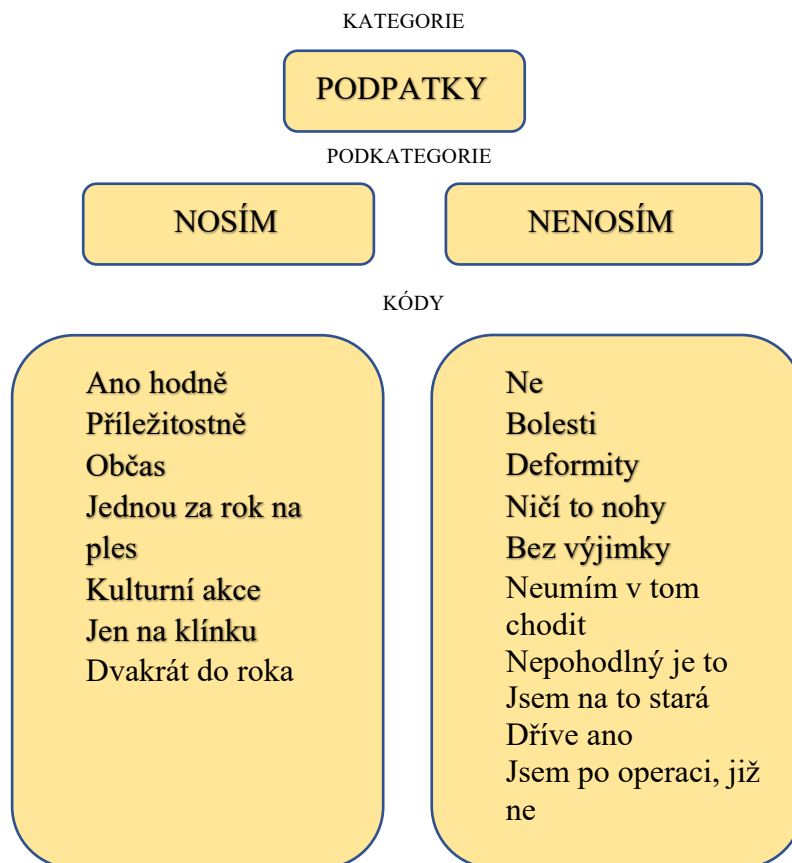 KATEGORIE
PODPATKY
PODKATEGORIE
NOSÍM
NENOSÍM
KÓDY
Ano hodně
Příležitostně
Občas
Jednou za rok na
ples
Kulturní akce
Jen na klínku
Dvakrát do roka
Ne
Bolesti
Deformity
Ničí to nohy
Bez výjimky
Neumím v tom
chodit
Nepohodlný je to
Jsem na to stará
Dříve ano
Jsem po operaci, již
ne